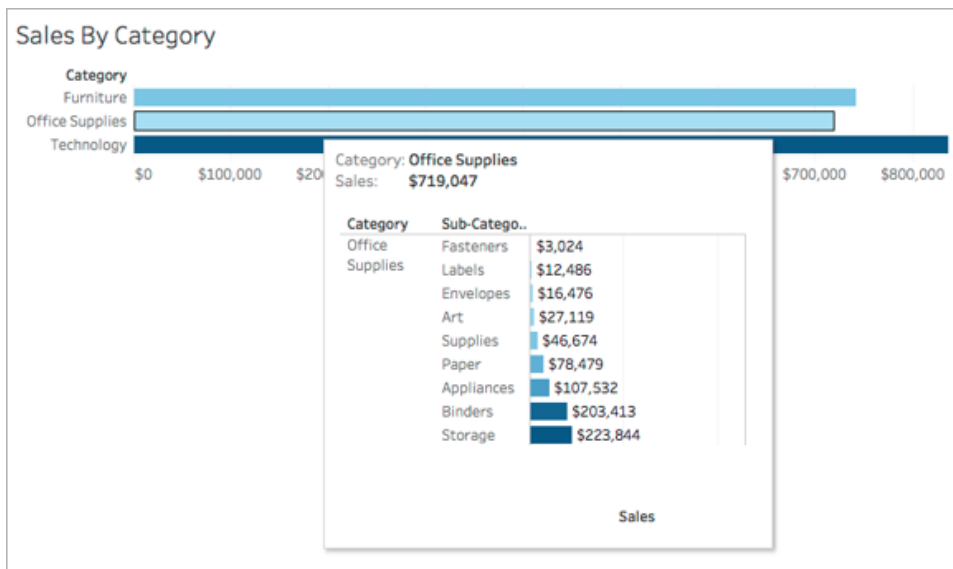 Sales By Category
Category
Furniture
Office Supplies
Technology
$0 $100,000 $20 $700,000 $800,000
Category: Office Supplies
Sales: $719,047
Category Sub-Catego..
Office Supplies Fasteners $3,024
Labels $12,486
Envelopes $16,476
Art $27,119
Supplies $46,674
Paper $78,479
Appliances $107,532
Binders $203,413
Storage $223,844
Sales